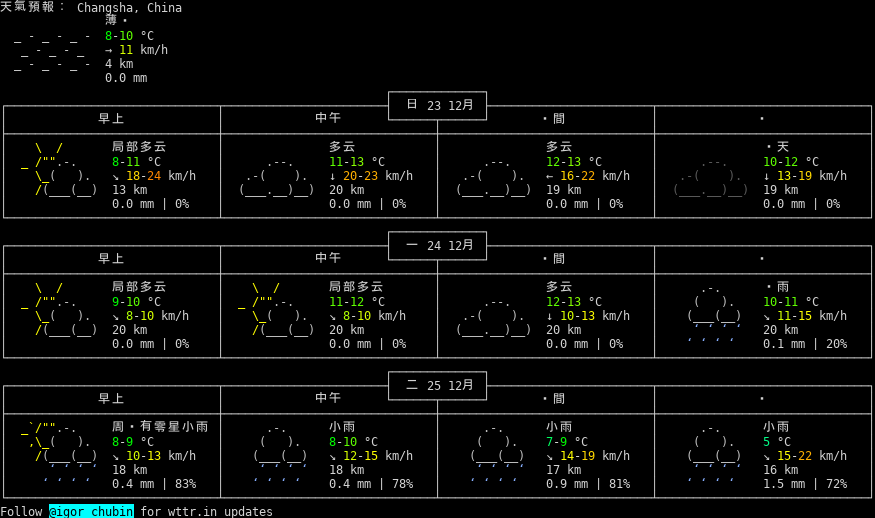 天氣預報： Changsha, China
薄・
8-10 °C
→ 11 km/h
4 km
0.0 mm
日 23 12月
早上 中午 ・間 ・
局部多云 多云 多云 ・天
8-11 °C 11-13 °C 12-13 °C 10-12 °C
↘ 18-24 km/h ↓ 20-23 km/h ← 16-22 km/h ↓ 13-19 km/h
13 km 20 km 19 km 19 km
0.0 mm | 0% 0.0 mm | 0% 0.0 mm | 0% 0.0 mm | 0%
一 24 12月
早上 中午 ・間 ・
局部多云 局部多云 多云 ・雨
9-10 °C 11-12 °C 12-13 °C 10-11 °C
↘ 8-10 km/h ↘ 8-10 km/h ↓ 10-13 km/h ↘ 11-15 km/h
20 km 20 km 20 km 20 km
0.0 mm | 0% 0.0 mm | 0% 0.0 mm | 0% 0.1 mm | 20%
二 25 12月
早上 中午 ・間 ・
周・有零星小雨 小雨 小雨 小雨
8-9 °C 8-10 °C 7-9 °C 5 °C
↘ 10-13 km/h ↘ 12-15 km/h ↘ 14-19 km/h ↘ 15-22 km/h
18 km 18 km 17 km 16 km
0.4 mm | 83% 0.4 mm | 78% 0.9 mm | 81% 1.5 mm | 72%
Follow @igor_chubin for wttr.in updates